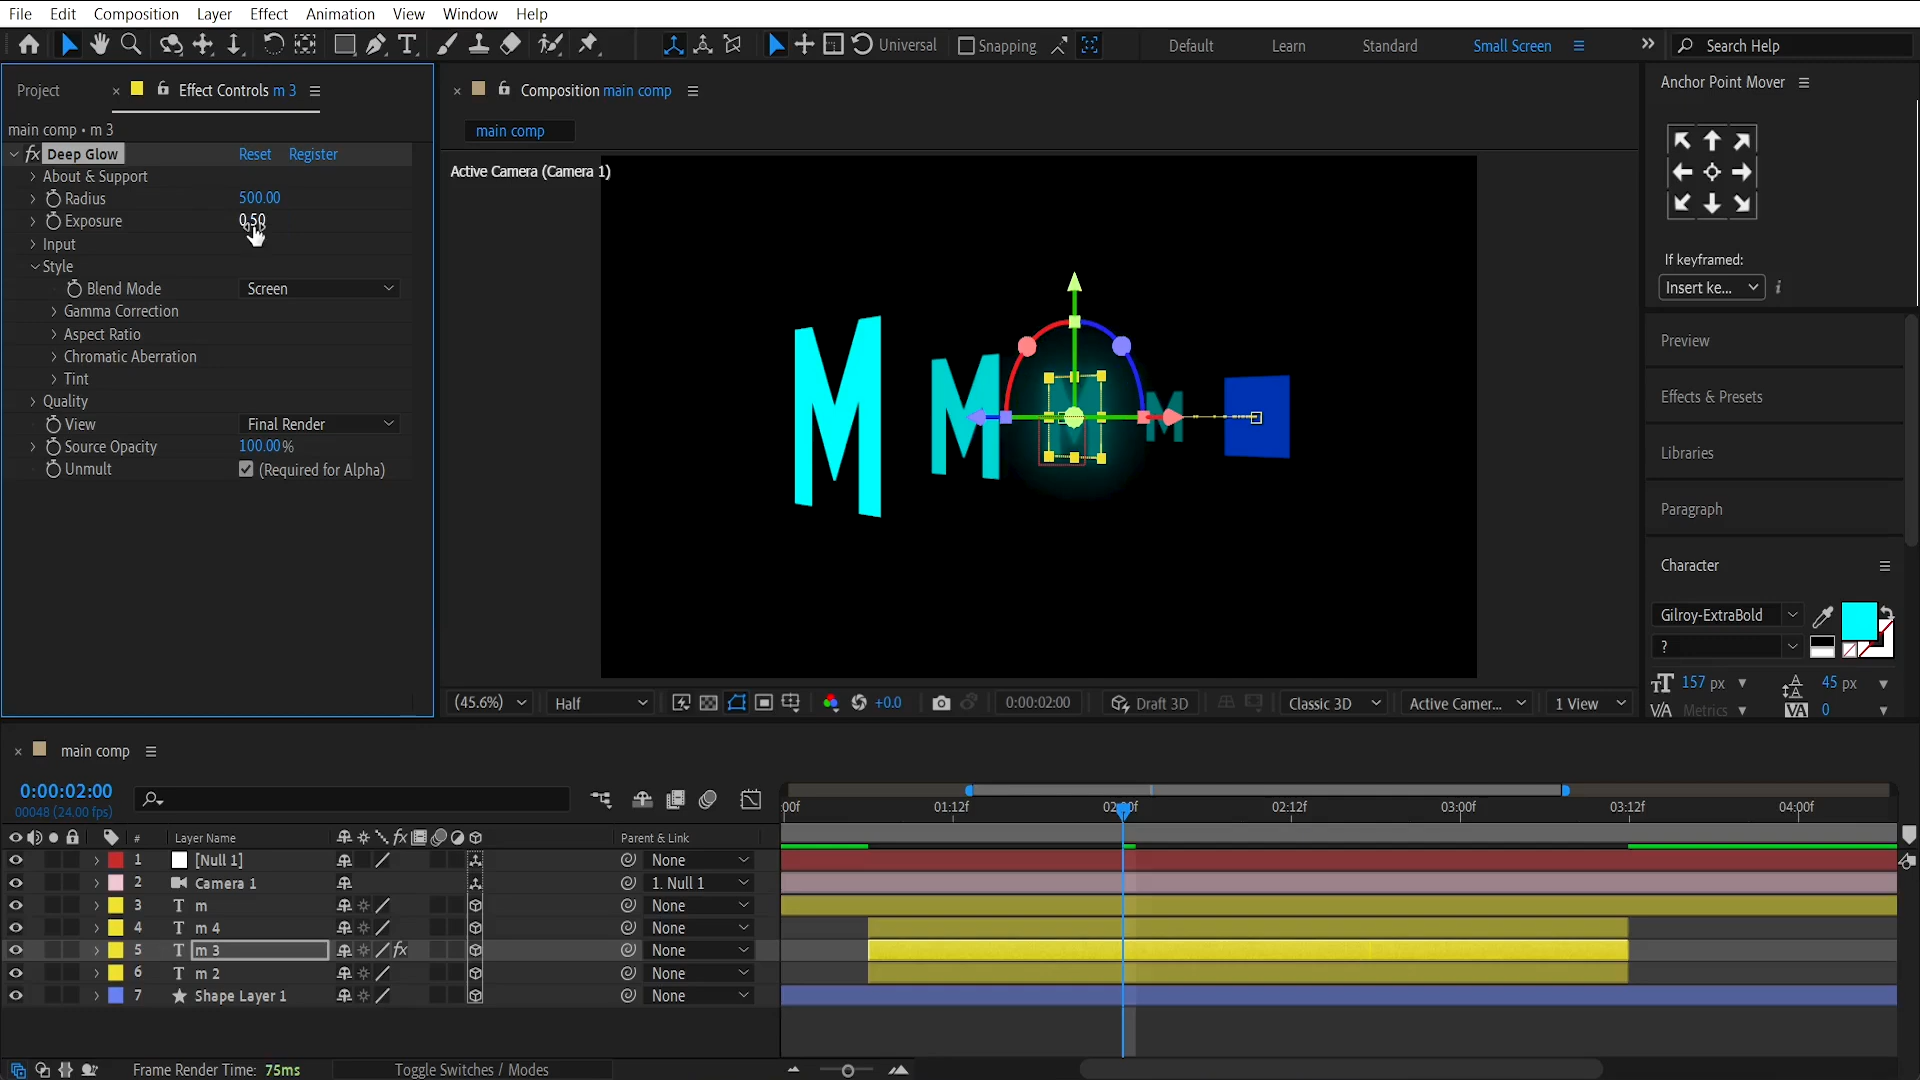 File Edit Composition Layer Effect Animation View Window Help
Universal Snapping Default Learn Standard Small Screen Search Help
Project Effect Controls m 3
Composition main comp
Anchor Point Mover
main comp • m 3
main comp
fx Deep Glow Reset Register
Active Camera (Camera 1)
About & Support
Radius 500.00
Exposure 0.50
Input
Style
Blend Mode Screen
Gamma Correction
Aspect Ratio
Chromatic Aberration
Tint
Quality
View Final Render
Source Opacity 100.00%
Unmult (Required for Alpha)
M M M M
If keyframed:
Insert ke...
Preview
Effects & Presets
Libraries
Paragraph
Character
Gilroy-ExtraBold
?
157 px 45 px
Metrics 0
(45.6%) Half +0.0 0:00:02:00 Draft 3D Classic 3D Active Camer... 1 View
main comp
0:00:02:00
00048 (24.00 fps)
:00f 01:12f 02:00f 02:12f 03:00f 03:12f 04:00f
# Layer Name Parent & Link
1 [Null 1] None
2 Camera 1 1. Null 1
3 T m None
4 T m 4 None
5 T m 3 fx None
6 T m 2 None
7 Shape Layer 1 None
Frame Render Time: 75ms Toggle Switches / Modes